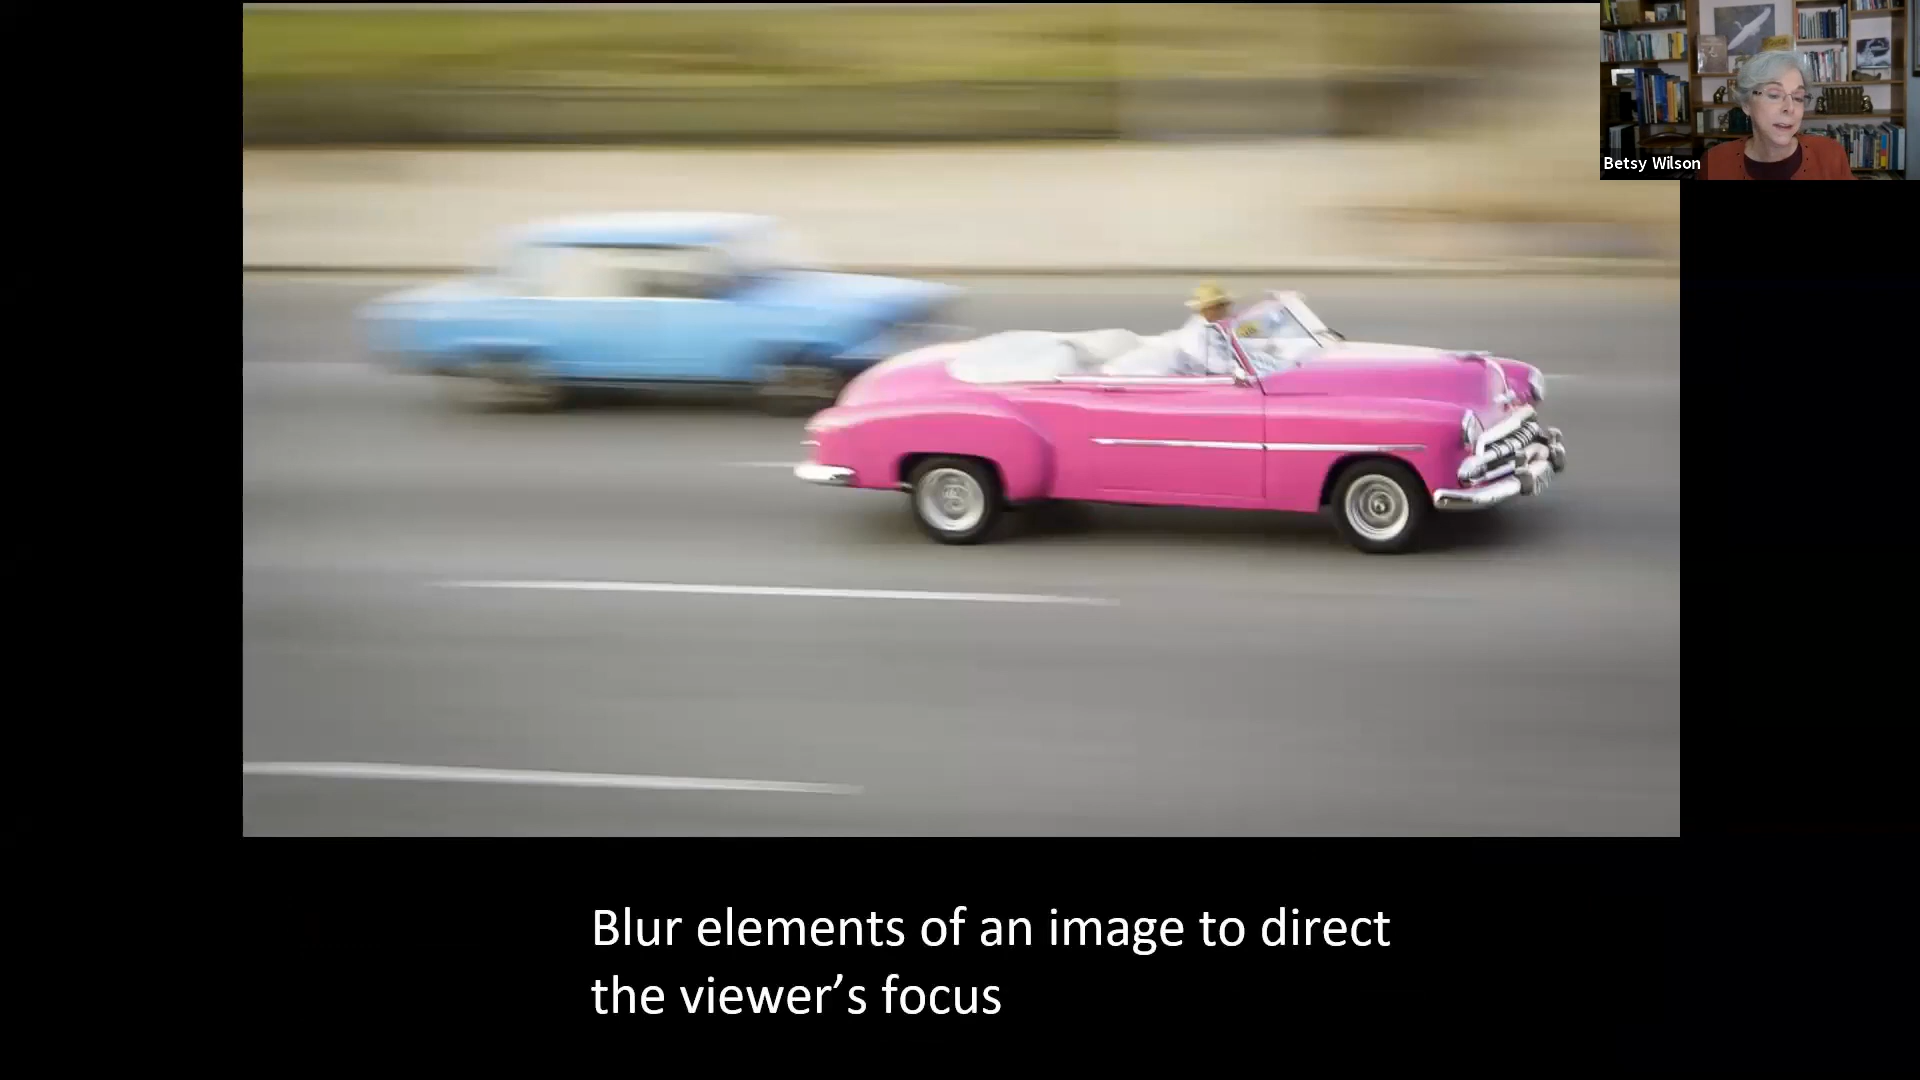 Betsy Wilson
Blur elements of an image to direct
the viewer’s focus